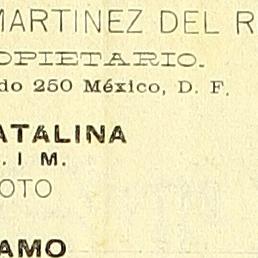 MARTINEZ DEL R
OPIETARIO.
do 250 México, D. F.
ATALINA
. I M.
OTO
AMO